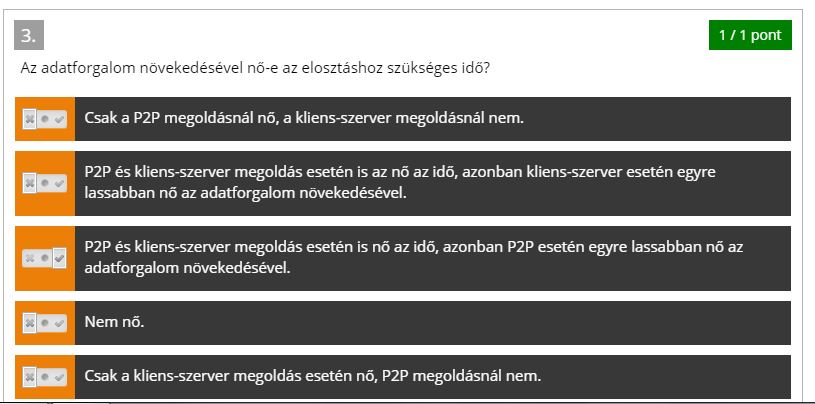 3.
1 / 1 pont
Az adatforgalom növekedésével nő-e az elosztáshoz szükséges idő?
Csak a P2P megoldásnál nő, a kliens-szerver megoldásnál nem.
P2P és kliens-szerver megoldás esetén is az nő az idő, azonban kliens-szerver esetén egyre
lassabban nő az adatforgalom növekedésével.
P2P és kliens-szerver megoldás esetén is nő az idő, azonban P2P esetén egyre lassabban nő az
adatforgalom növekedésével.
Nem nő.
Csak a kliens-szerver megoldás esetén nő, P2P megoldásnál nem.